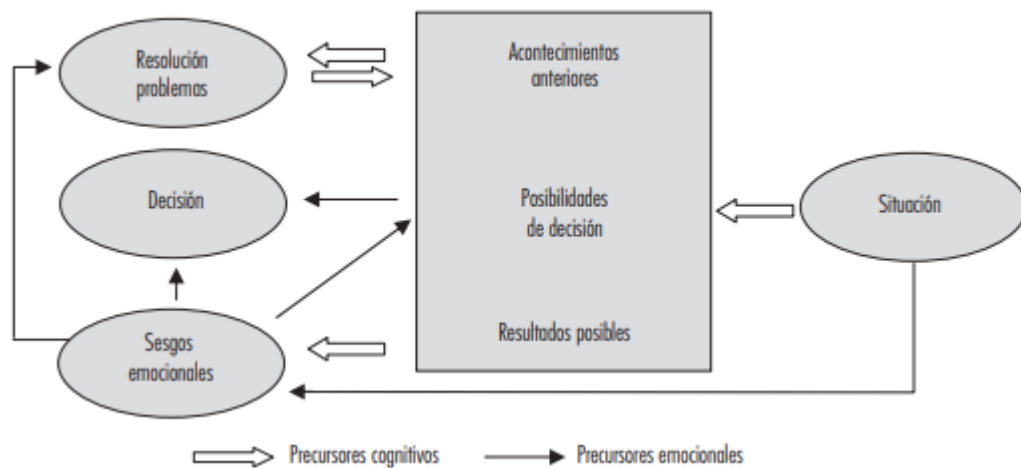 Resolución
problemas
Acontecimientos
anteriores
Decisión
Posibilidades
de decisión
Situación
Sesgos
emocionales
Resultados posibles
Precursores cognitivos
Precursores emocionales